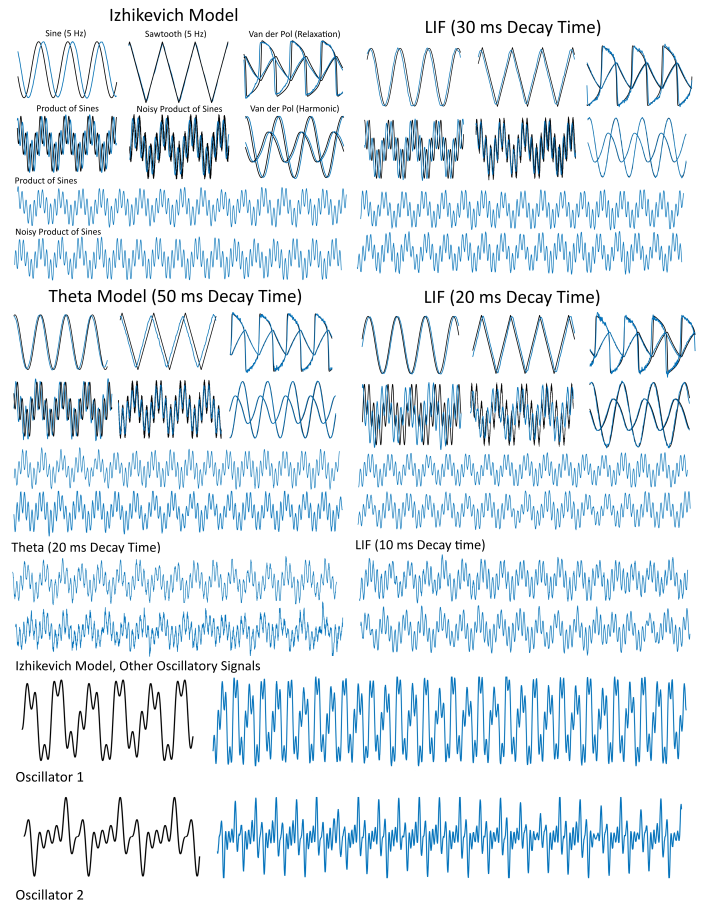 Izhikevich Model
Sine (5 Hz)
Sawtooth (5 Hz)
Van der Pol (Relaxation)
Product of Sines
Noisy Product of Sines
Van der Pol (Harmonic)
Product of Sines
Noisy Product of Sines
LIF (30 ms Decay Time)
Theta Model (50 ms Decay Time)
LIF (20 ms Decay Time)
Theta (20 ms Decay Time)
LIF (10 ms Decay time)
Izhikevich Model, Other Oscillatory Signals
Oscillator 1
Oscillator 2